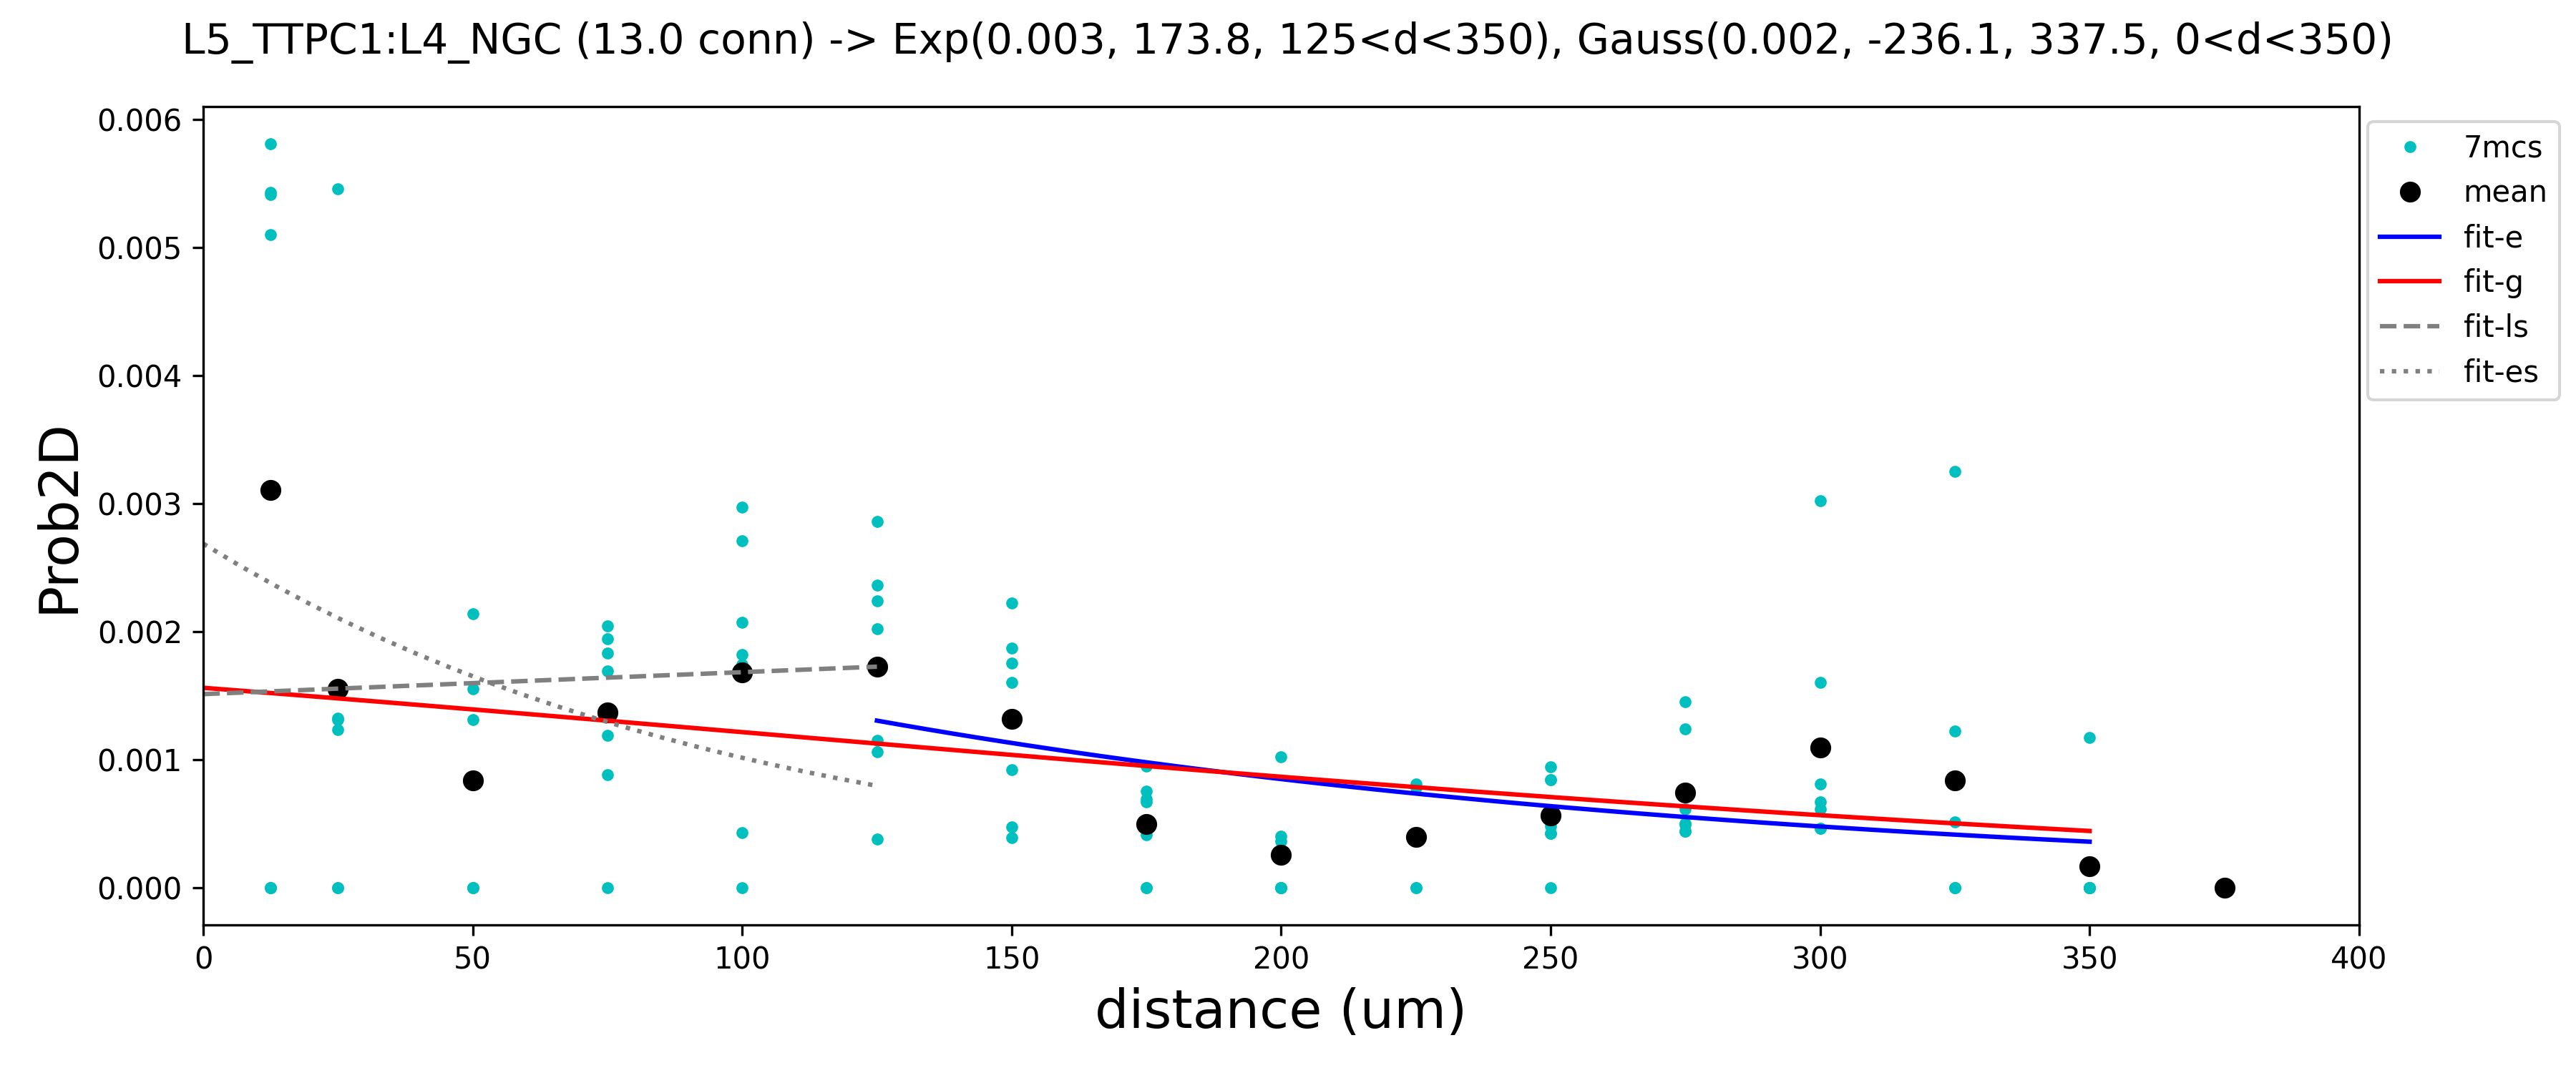 L5_TTPC1:L4_NGC (13.0 conn) -> Exp(0.003, 173.8, 125<d<350), Gauss(0.002, -236.1, 337.5, 0<d<350)
0.006
0.005
0.004
0.003
0.002
0.001
0.000
Prob2D
0 50 100 150 200 250 300 350 400
distance (um)
7mcs
mean
fit-e
fit-g
fit-ls
fit-es